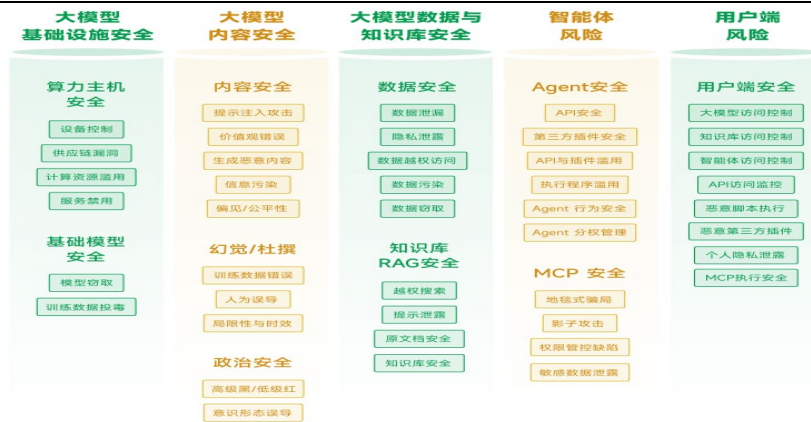 大模型
基础设施安全
算力主机
安全
设备控制
供应链漏洞
计算资源滥用
服务禁用
基础模型
安全
模型窃取
训练数据投毒
大模型
内容安全
内容安全
提示注入攻击
价值观错误
生成恶意内容
信息污染
偏见/公平性
幻觉/杜撰
训练数据错误
人为误导
局限性与时效
政治安全
高级黑/低级红
意识形态误导
大模型数据与
知识库安全
数据安全
数据泄漏
隐私泄露
数据越权访问
数据污染
数据窃取
知识库
RAG安全
越权搜索
提示泄露
原文档安全
知识库安全
智能体
风险
Agent安全
API安全
第三方插件安全
API与插件滥用
执行程序滥用
Agent 行为安全
Agent 分权管理
MCP 安全
地毯式骗局
影子攻击
权限管控缺陷
敏感数据泄露
用户端
风险
用户端安全
大模型访问控制
知识库访问控制
智能体访问控制
API访问监控
恶意脚本执行
恶意第三方插件
个人隐私泄露
MCP执行安全